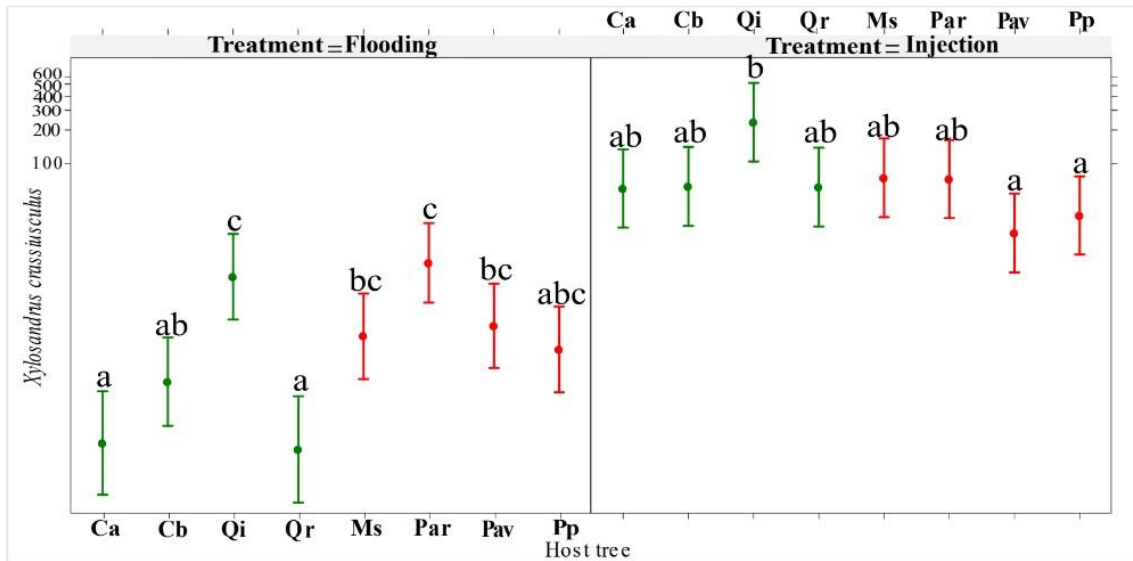 Ca Cb Qi Qr Ms Par Pav Pp
Treatment = Flooding
Treatment = Injection
600
500
400
300
200
100
Xylosandrus crassiusculus
a ab c a bc c bc abc
ab ab b ab ab ab a a
Ca Cb Qi Qr Ms Par Pav Pp
Host tree